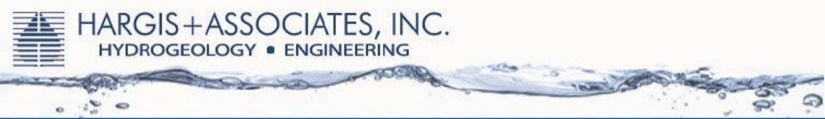 HARGIS+ASSOCIATES, INC.
HYDROGEOLOGY • ENGINEERING